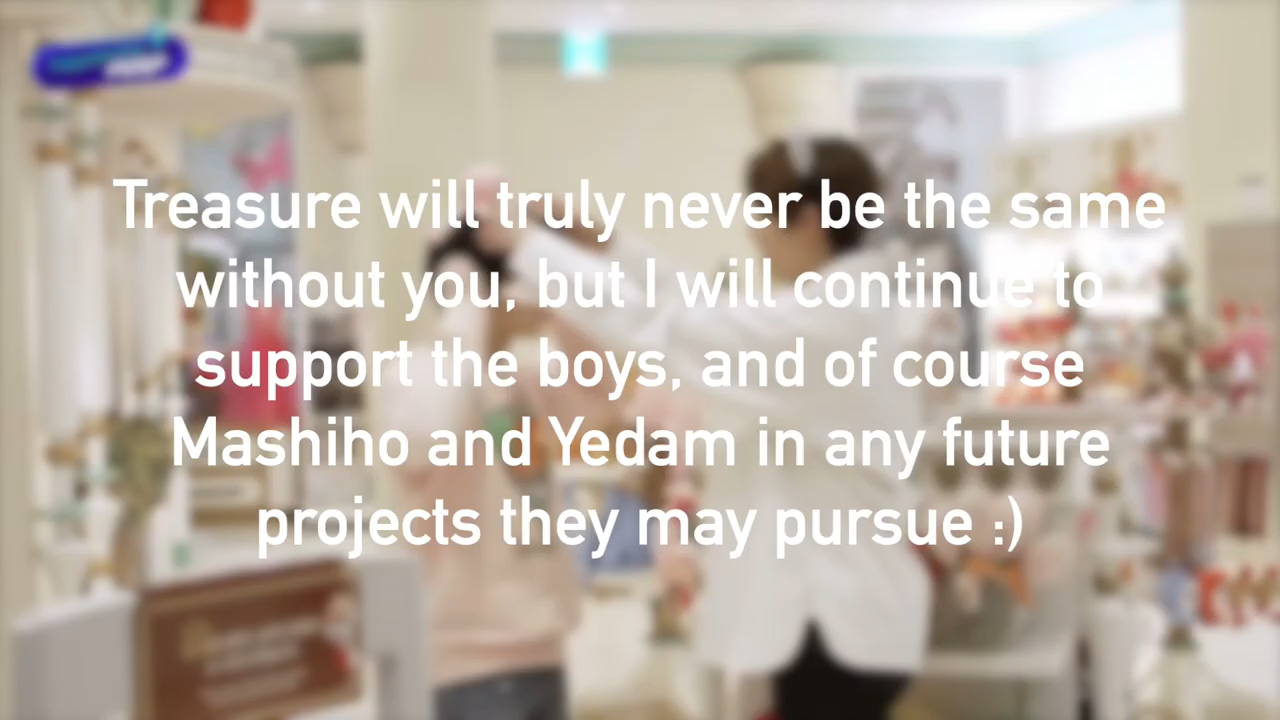 Treasure will truly never be the same
without you, but I will continue to
support the boys, and of course
Mashiho and Yedam in any future
projects they may pursue :)